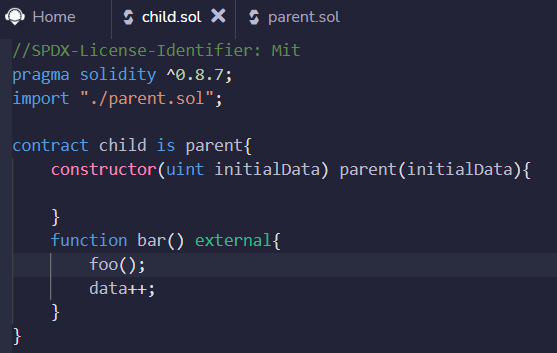 Home child.sol parent.sol
//SPDX-License-Identifier: Mit
pragma solidity ^0.8.7;
import "./parent.sol";
contract child is parent{
constructor(uint initialData) parent(initialData){
}
function bar() external{
foo();
data++;
}
}